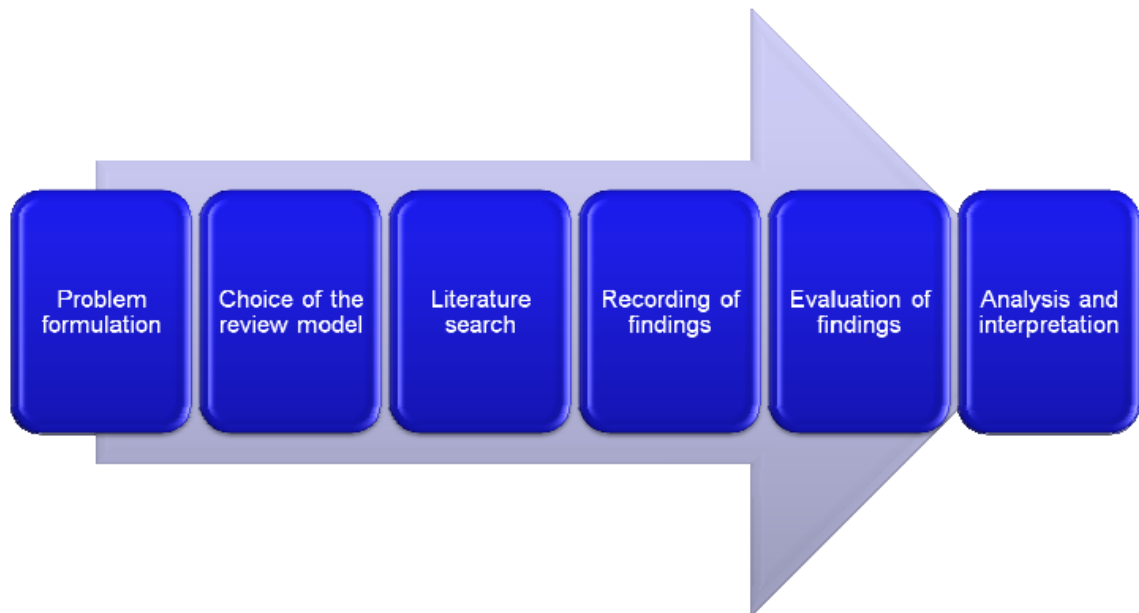 Problem
formulation
Choice of the
review model
Literature
search
Recording of
findings
Evaluation of
findings
Analysis and
interpretation